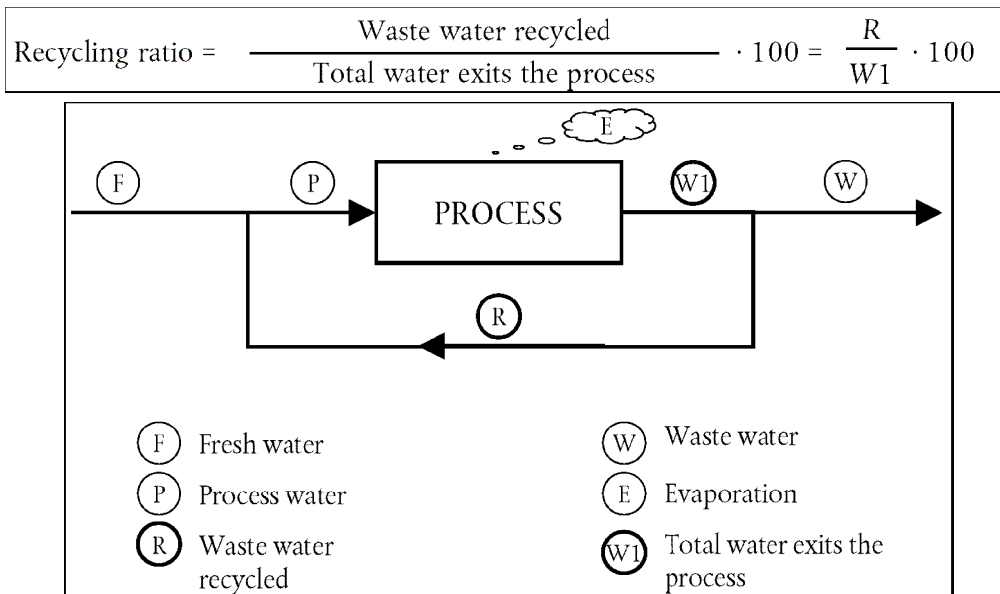 Recycling ratio = Waste water recycled / Total water exits the process · 100 = R / W1 · 100
E
F
P
W1
W
PROCESS
R
F Fresh water
W Waste water
P Process water
E Evaporation
R Waste water
recycled
W1 Total water exits the
process